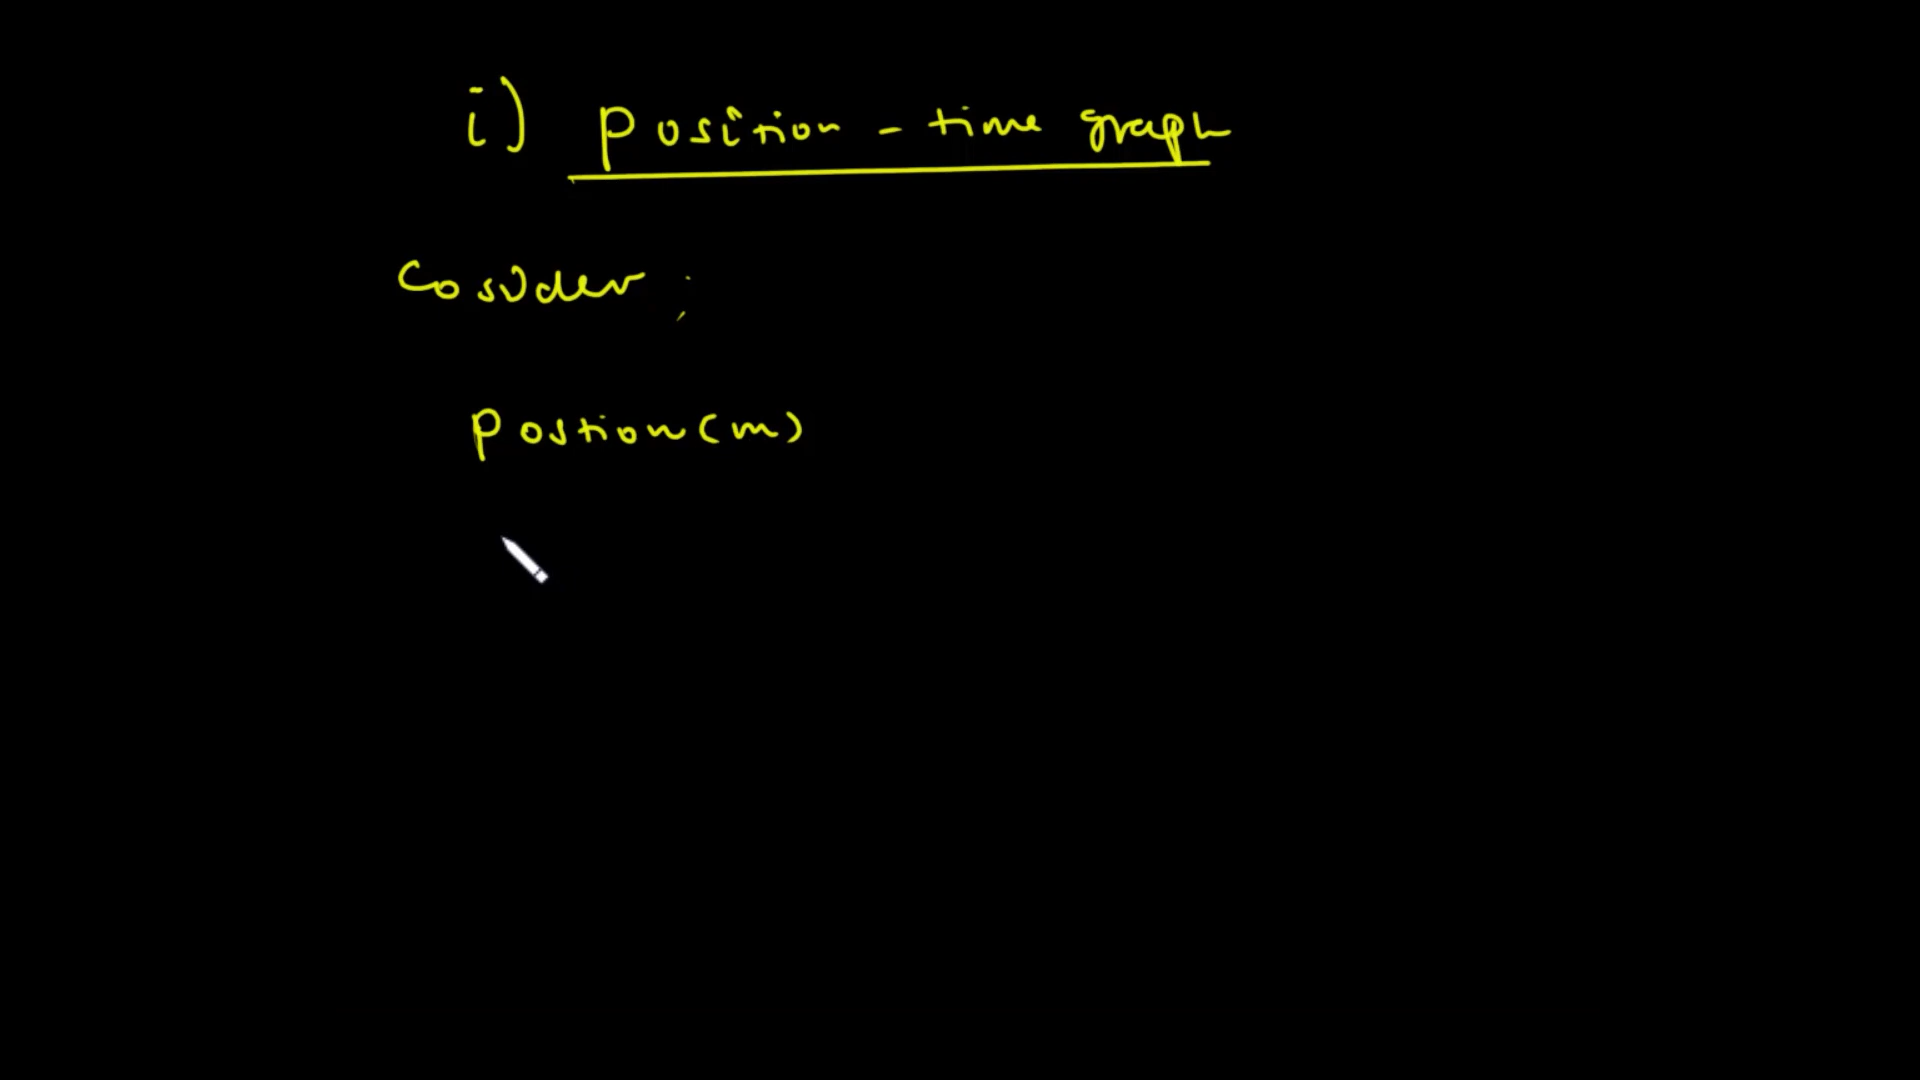 i) Position - time graph
Cosider ;
Postion (m)